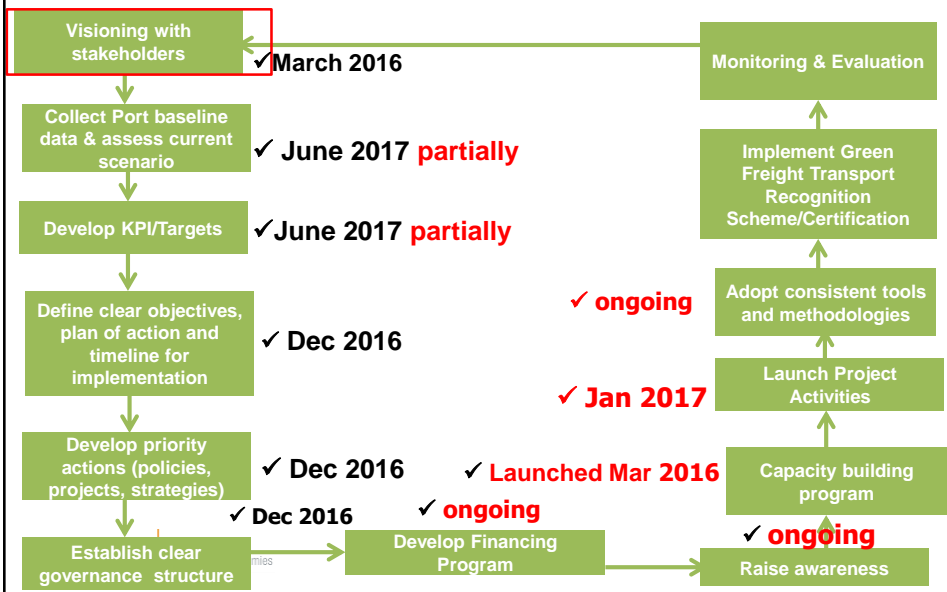 Visioning with
stakeholders
✓March 2016
Collect Port baseline
data & assess current
scenario
✓ June 2017 partially
Develop KPI/Targets
✓June 2017 partially
Define clear objectives,
plan of action and
timeline for
implementation
✓ Dec 2016
Develop priority
actions (policies,
projects, strategies)
✓ Dec 2016
Establish clear
governance structure
✓ Dec 2016
mies
✓ ongoing
Develop Financing
Program
✓ ongoing
Raise awareness
✓ Launched Mar 2016
Capacity building
program
✓ Jan 2017
Launch Project
Activities
✓ ongoing
Adopt consistent tools
and methodologies
Implement Green
Freight Transport
Recognition
Scheme/Certification
Monitoring & Evaluation